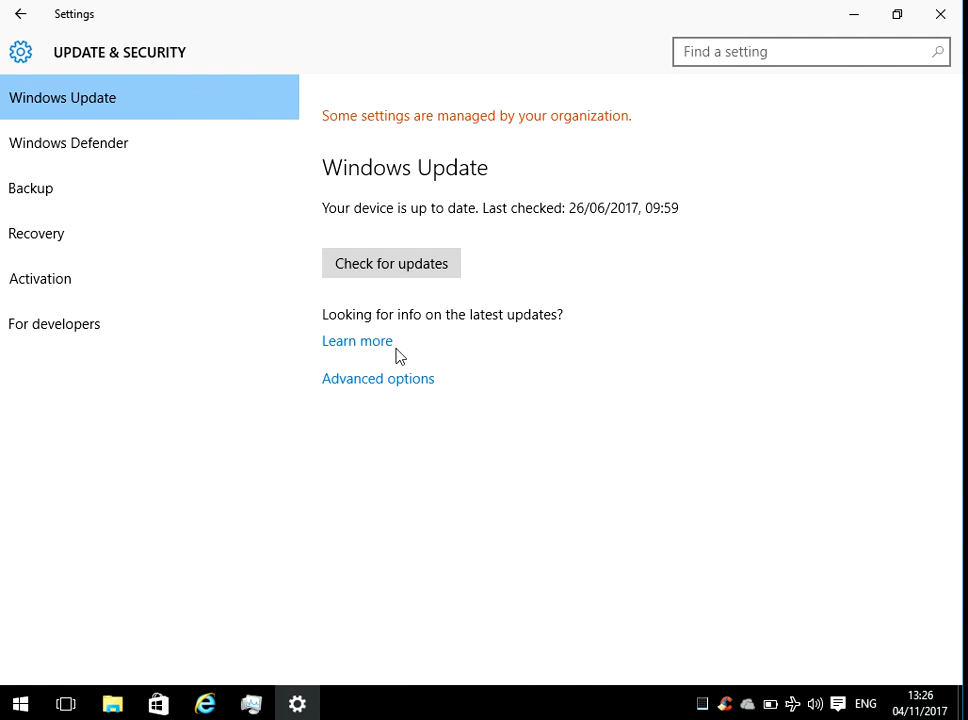 Settings
UPDATE & SECURITY
Find a setting
Windows Update
Windows Defender
Backup
Recovery
Activation
For developers
Some settings are managed by your organization.
Windows Update
Your device is up to date. Last checked: 26/06/2017, 09:59
Check for updates
Looking for info on the latest updates?
Learn more
Advanced options
ENG
13:26
04/11/2017